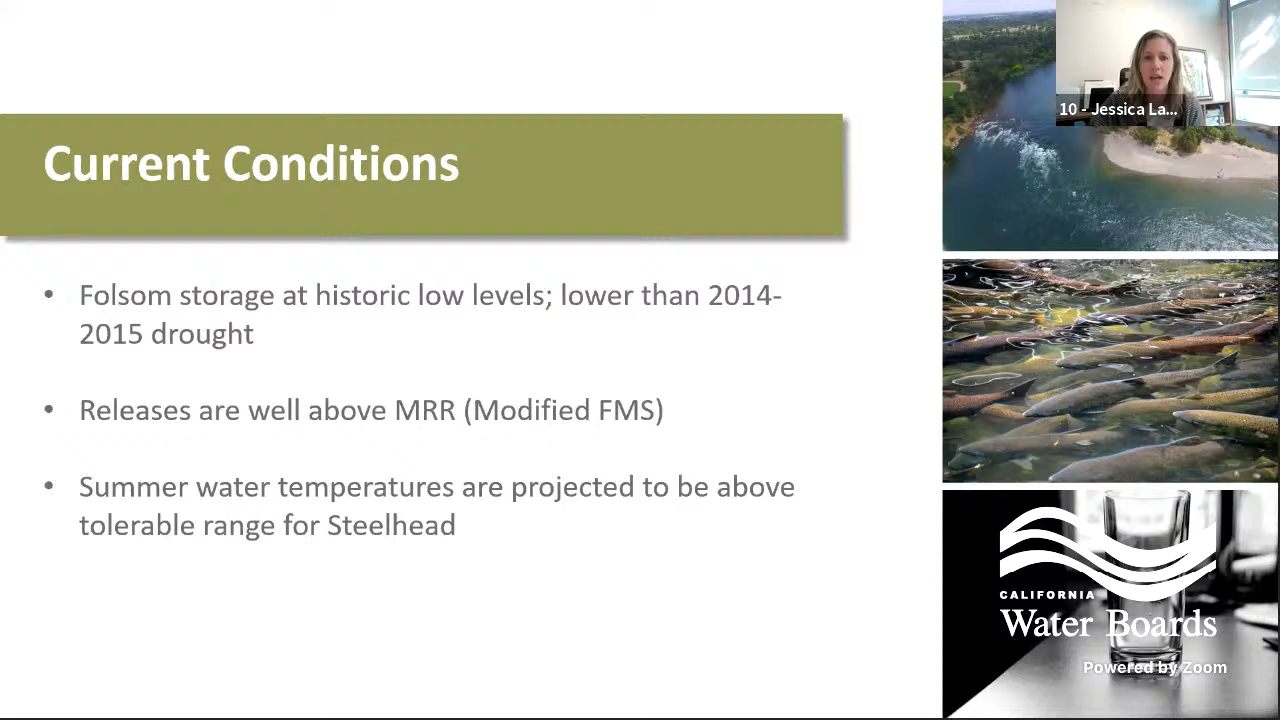 Current Conditions
• Folsom storage at historic low levels; lower than 2014-
2015 drought
• Releases are well above MRR (Modified FMS)
• Summer water temperatures are projected to be above
tolerable range for Steelhead
10 - Jessica La...
CALIFORNIA
Water Boards
Powered by Zoom